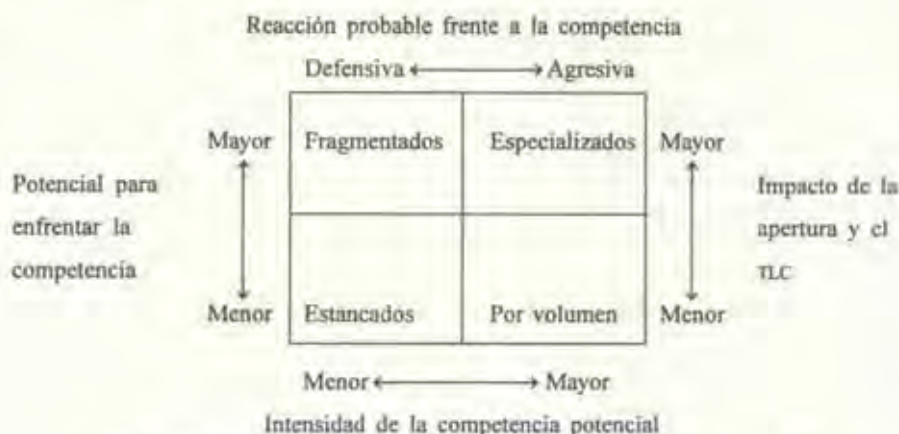 Reacción probable frente a la competencia
Defensiva Agresiva
Mayor Fragmentados Especializados Mayor
Potencial para
enfrentar la
competencia
Impacto de la
apertura y el
TLC
Menor Estancados Por volumen Menor
Menor Mayor
Intensidad de la competencia potencial